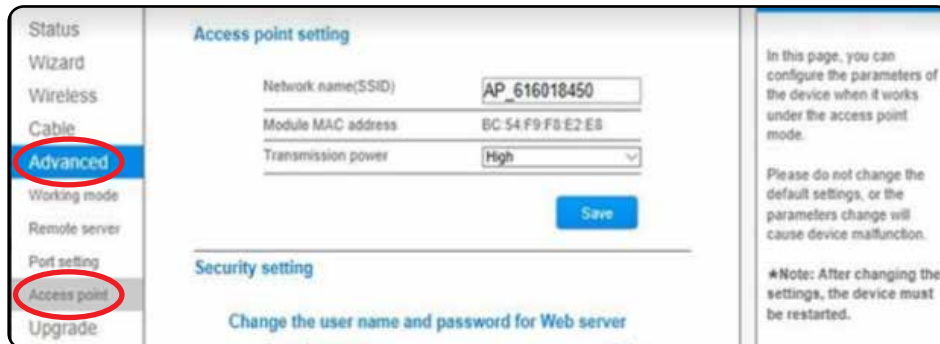 Status
Wizard
Wireless
Cable
Advanced
Working mode
Remote server
Port setting
Access point
Upgrade
Access point setting
Network name(SSID) AP_616018450
Module MAC address BC:54:F9:F8:E2:E8
Transmission power High
Save
Security setting
Change the user name and password for Web server
In this page, you can
configure the parameters of
the device when it works
under the access point
mode.
Please do not change the
default settings, or the
parameters change will
cause device malfunction.
★Note: After changing the
settings, the device must
be restarted.